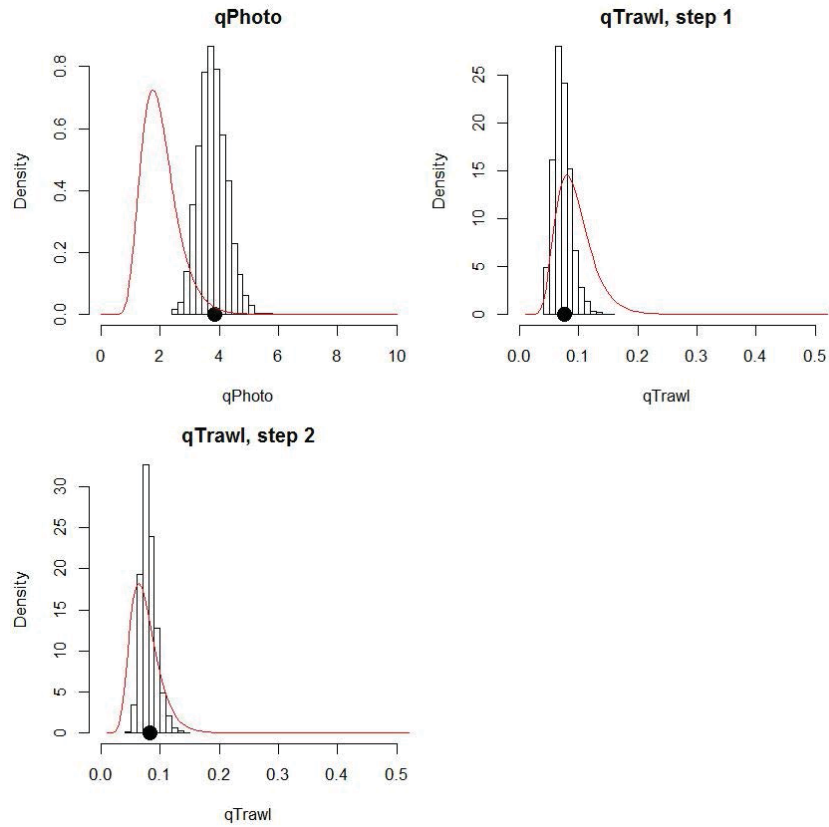 qPhoto
Density
0.0 0.2 0.4 0.6 0.8
0 2 4 6 8 10
qPhoto
qTrawl, step 1
Density
0 5 10 15 20 25
0.0 0.1 0.2 0.3 0.4 0.5
qTrawl
qTrawl, step 2
Density
0 5 10 15 20 25 30
0.0 0.1 0.2 0.3 0.4 0.5
qTrawl